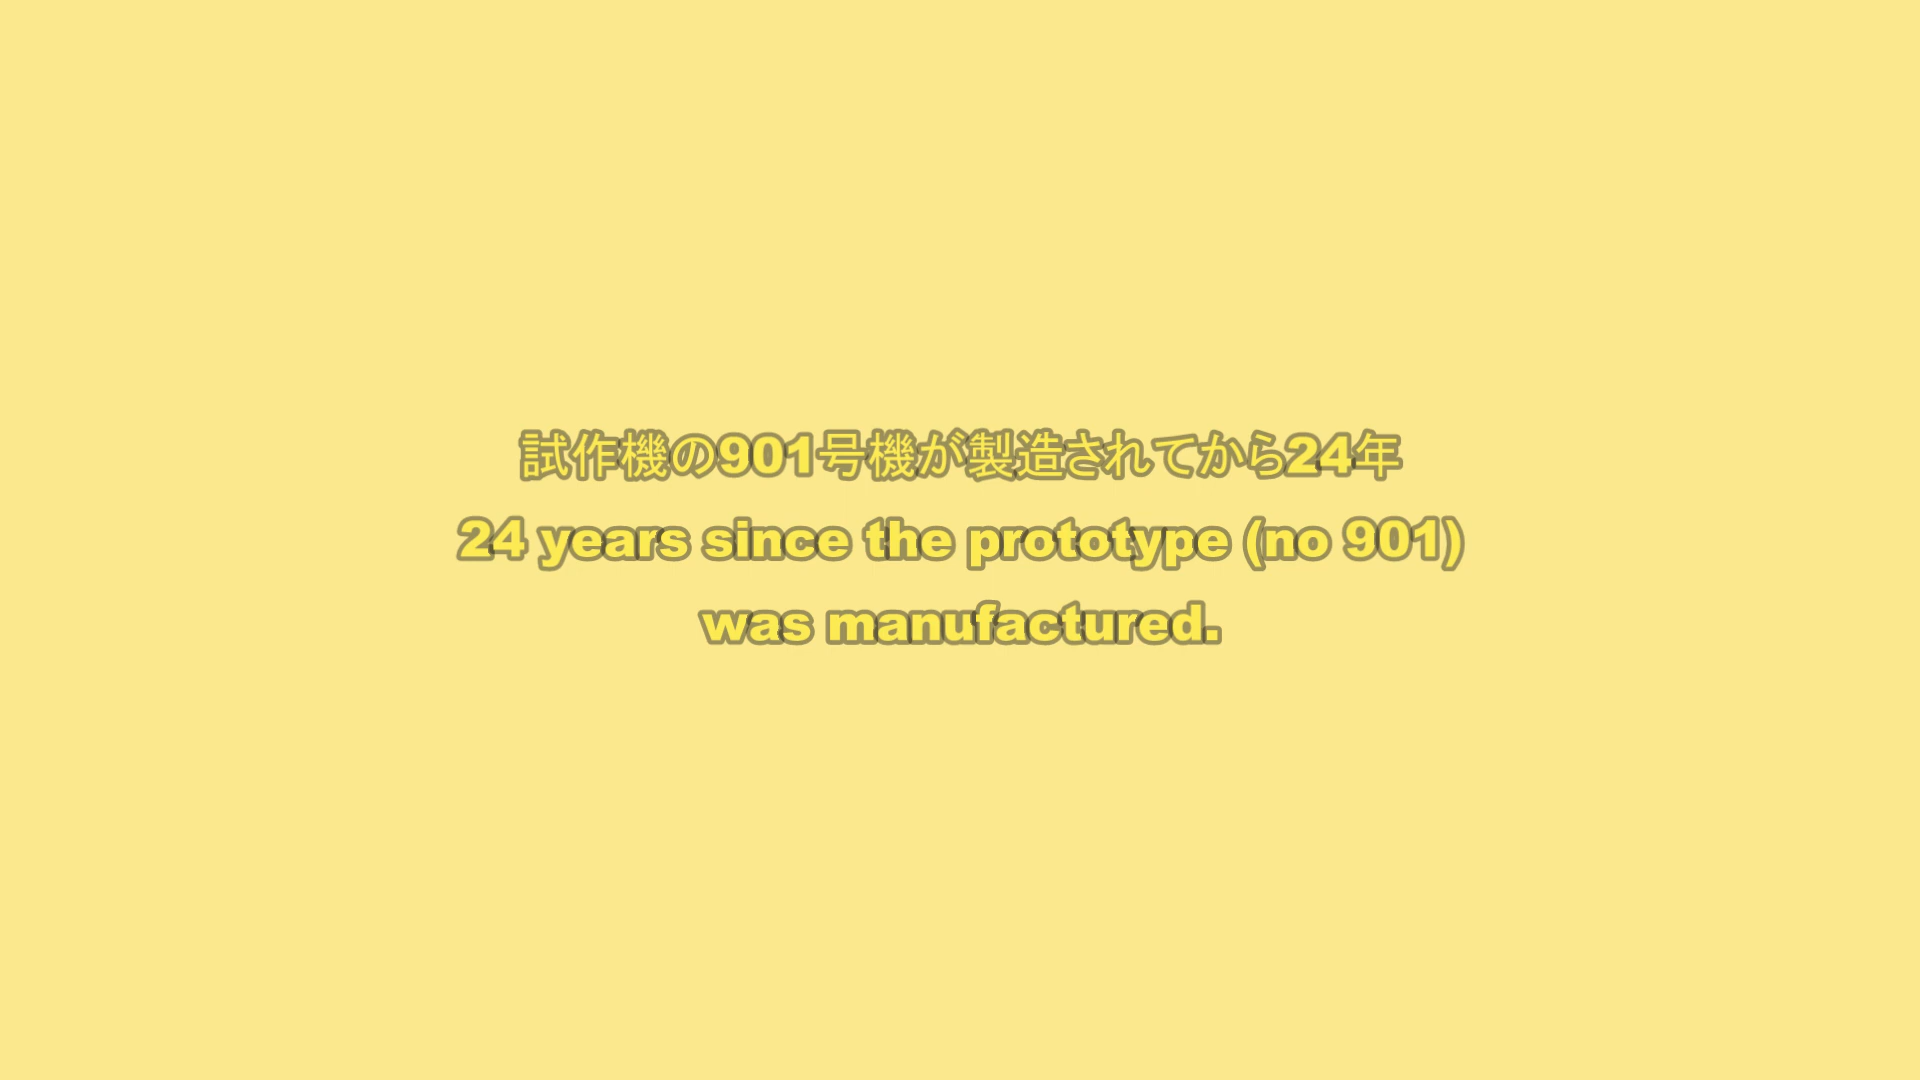 試作機の901号機が製造されてから24年
24 years since the prototype (no 901)
was manufactured.